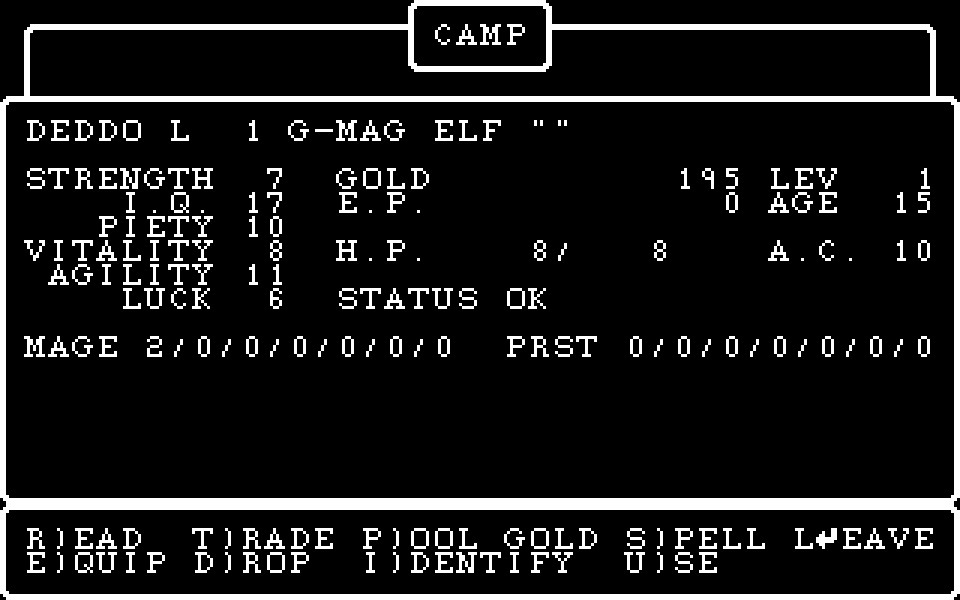 CAMP
DEDDO L 1 G-MAG ELF ""
STRENGTH 7 GOLD 195 LEV 1
I.Q. 17 E.P. 0 AGE 15
PIETY 10
VITALITY 8 H.P. 8/ 8 A.C. 10
AGILITY 11
LUCK 6 STATUS OK
MAGE 2/0/0/0/0/0/0 PRST 0/0/0/0/0/0/0
R)EAD T)RADE P)OOL GOLD S)PELL L↵EAVE
E)QUIP D)ROP I)DENTIFY U)SE